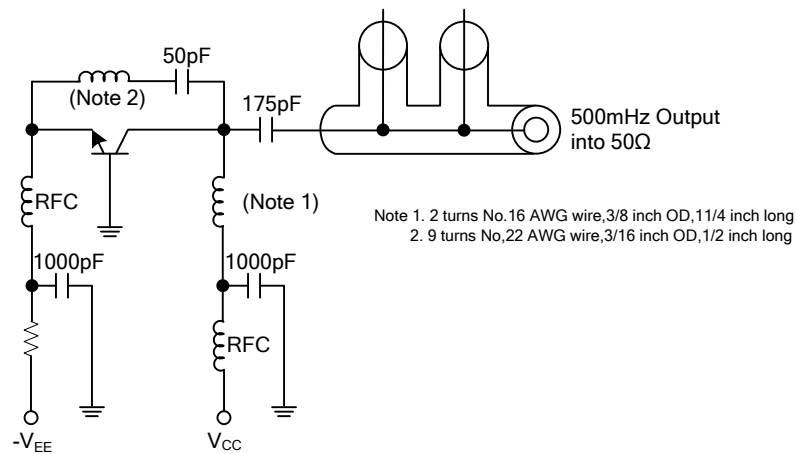 50pF
(Note 2)
175pF
500mHz Output
into 50Ω
RFC
(Note 1)
Note 1. 2 turns No.16 AWG wire,3/8 inch OD,11/4 inch long
2. 9 turns No,22 AWG wire,3/16 inch OD,1/2 inch long
1000pF
1000pF
RFC
-VEE
VCC